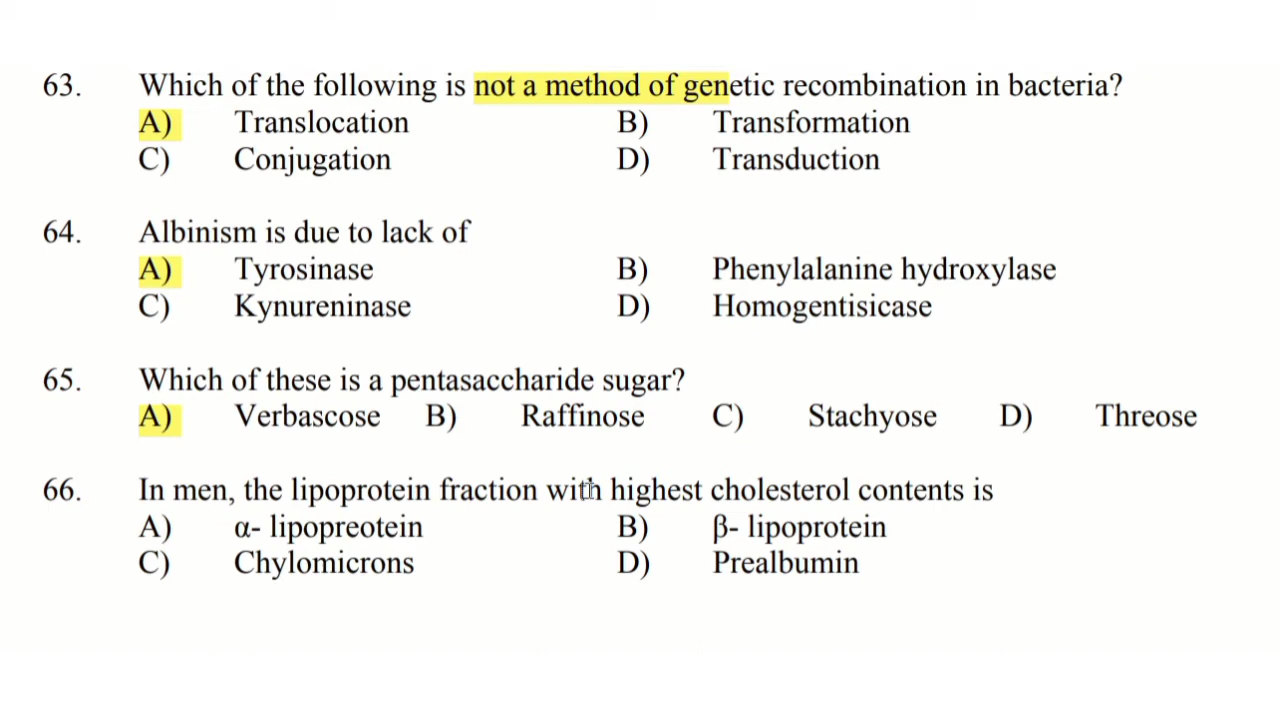 63. Which of the following is not a method of genetic recombination in bacteria?
A) Translocation B) Transformation
C) Conjugation D) Transduction
64. Albinism is due to lack of
A) Tyrosinase B) Phenylalanine hydroxylase
C) Kynureninase D) Homogentisicase
65. Which of these is a pentasaccharide sugar?
A) Verbascose B) Raffinose C) Stachyose D) Threose
66. In men, the lipoprotein fraction with highest cholesterol contents is
A) α- lipopreotein B) β- lipoprotein
C) Chylomicrons D) Prealbumin